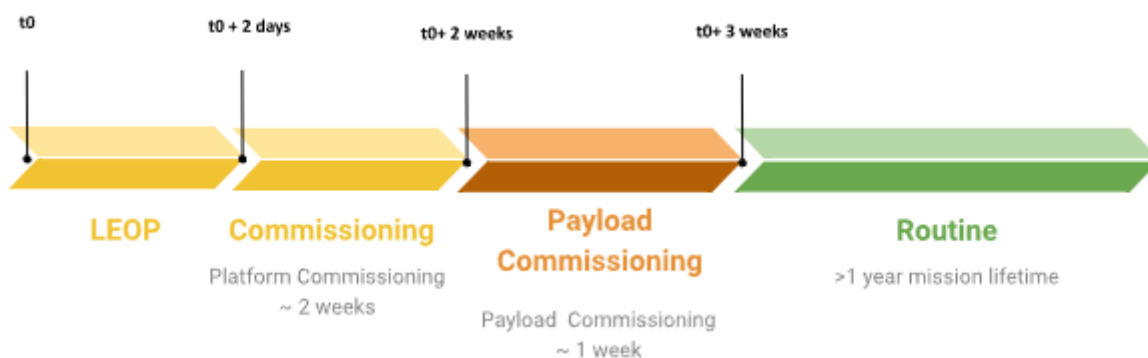 t0
t0 + 2 days
t0+ 2 weeks
t0+ 3 weeks
LEOP
Commissioning
Platform Commissioning
~ 2 weeks
Payload
Commissioning
Payload Commissioning
~ 1 week
Routine
>1 year mission lifetime